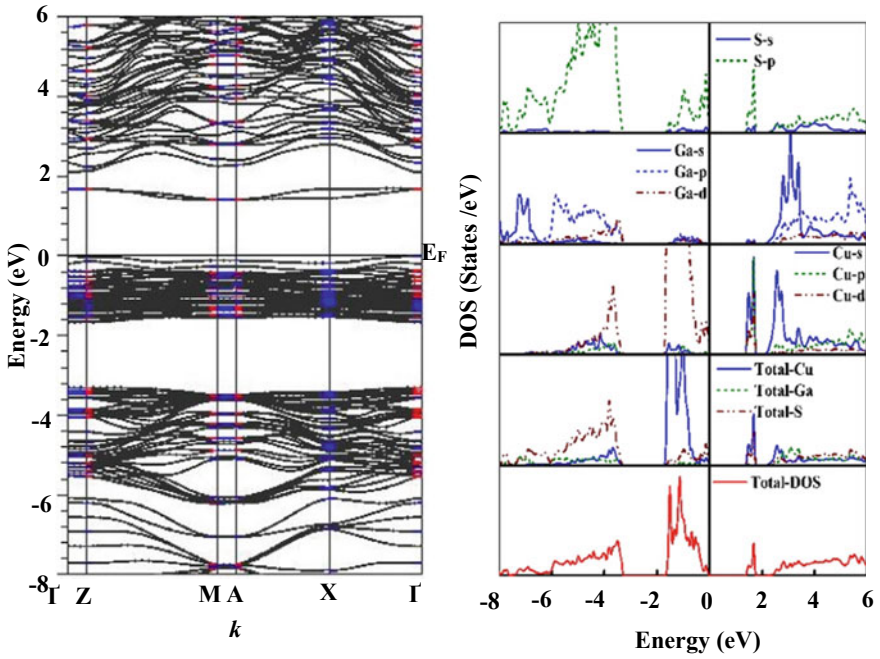 6
4
2
0
-2
-4
-6
-8
Energy (eV)
E_F
Γ Z M A X Γ
k
S-s
S-p
Ga-s
Ga-p
Ga-d
Cu-s
Cu-p
Cu-d
Total-Cu
Total-Ga
Total-S
Total-DOS
DOS (States /eV)
-8 -6 -4 -2 0 2 4 6
Energy (eV)